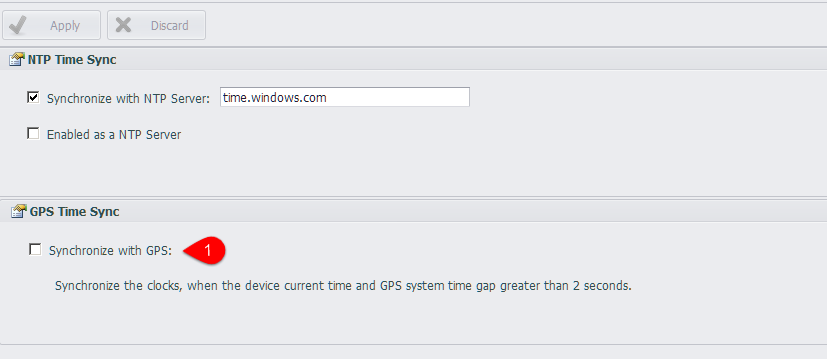 Apply Discard
NTP Time Sync
Synchronize with NTP Server: time.windows.com
Enabled as a NTP Server
GPS Time Sync
Synchronize with GPS: 1
Synchronize the clocks, when the device current time and GPS system time gap greater than 2 seconds.